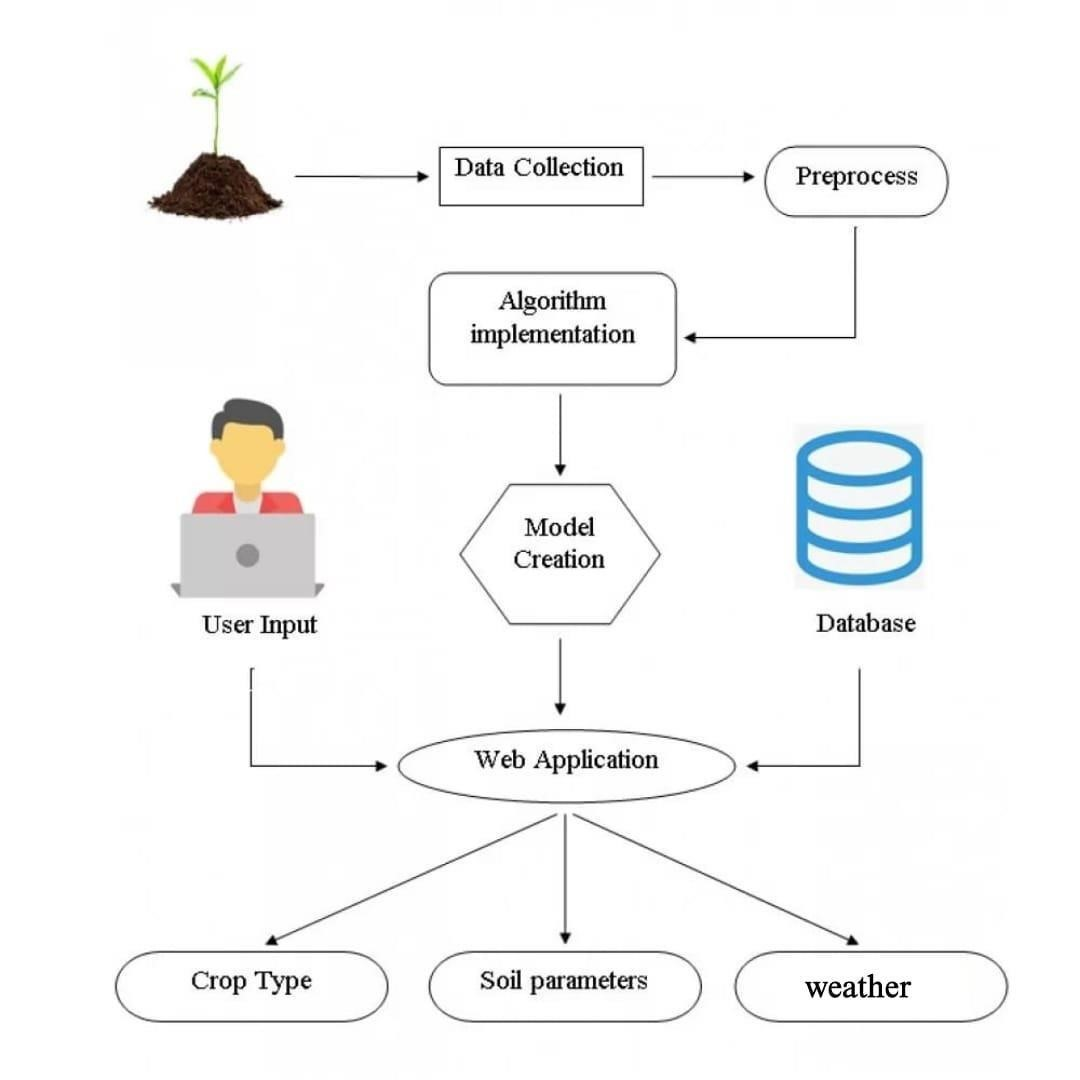 Data Collection
Preprocess
Algorithm
implementation
Model
Creation
User Input
Database
Web Application
Crop Type
Soil parameters
weather